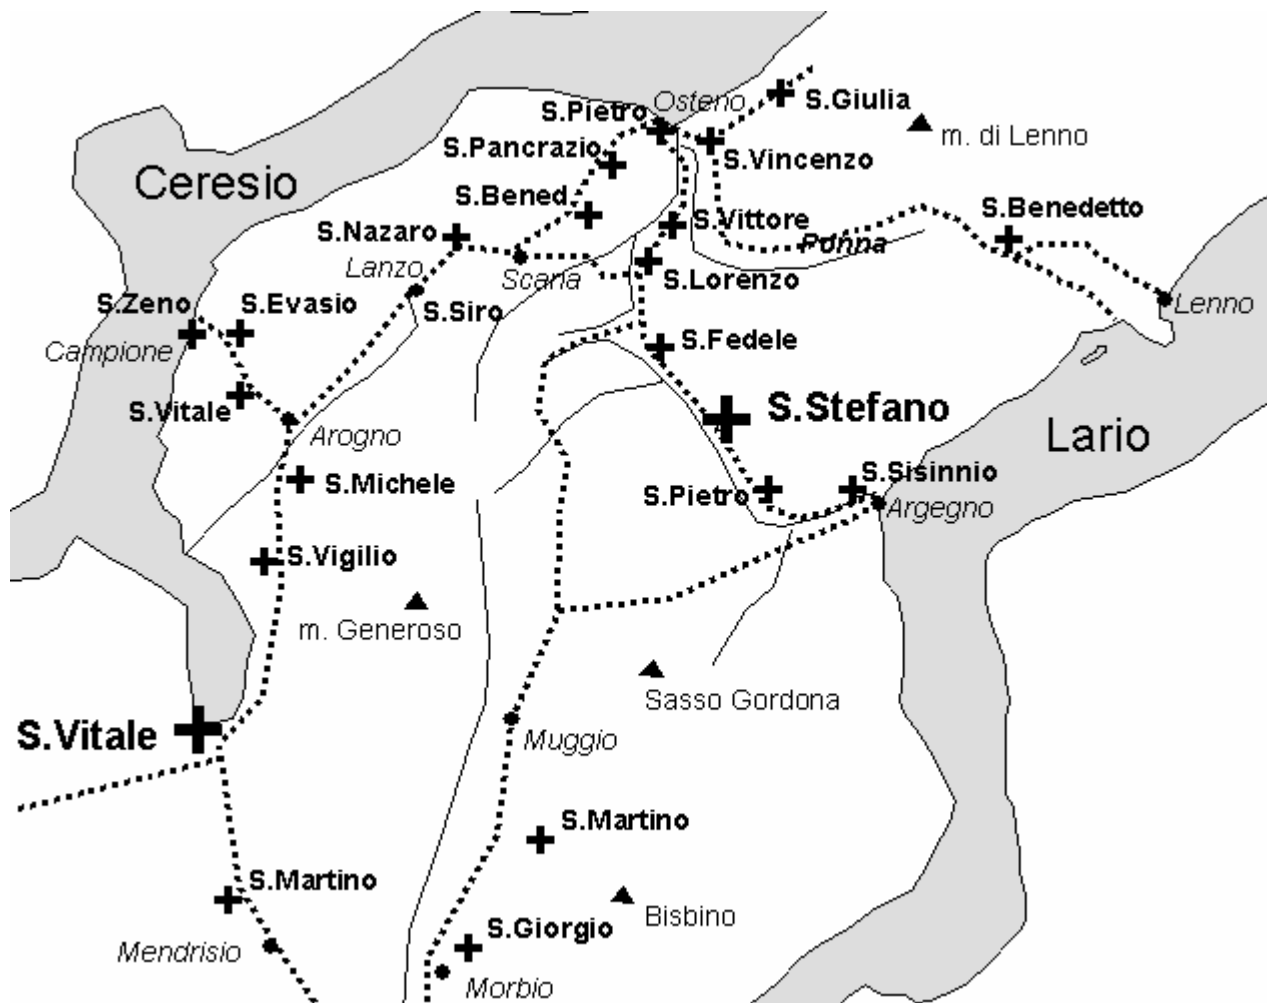 Osteno
S.Pietro
S.Giulia
m. di Lenno
S.Pancrazio
S.Vincenzo
Ceresio
S.Bened
S.Vittore
S.Benedetto
S.Nazaro
Ponna
Lanzo
Scaria
S.Lorenzo
S.Zeno
S.Evasio
S.Siro
Lenno
Campione
S.Fedele
S.Vitale
S.Stefano
Arogno
Lario
S.Michele
S.Pietro
S.Sisinnio
Argegno
S.Vigilio
m. Generoso
Sasso Gordona
S.Vitale
Muggio
S.Martino
S.Martino
Bisbino
S.Giorgio
Mendrisio
Morbio